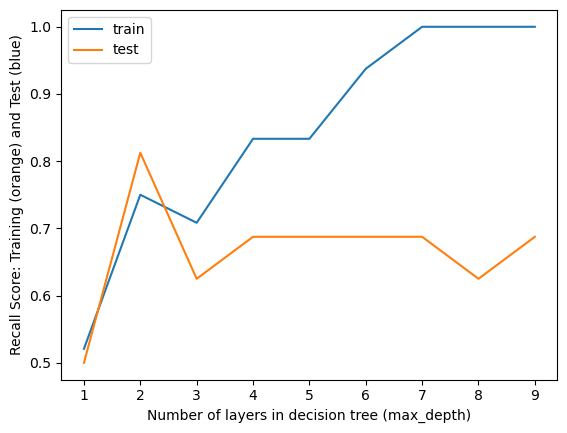 train
test
1.0
0.9
0.8
0.7
0.6
0.5
Recall Score: Training (orange) and Test (blue)
1 2 3 4 5 6 7 8 9
Number of layers in decision tree (max_depth)